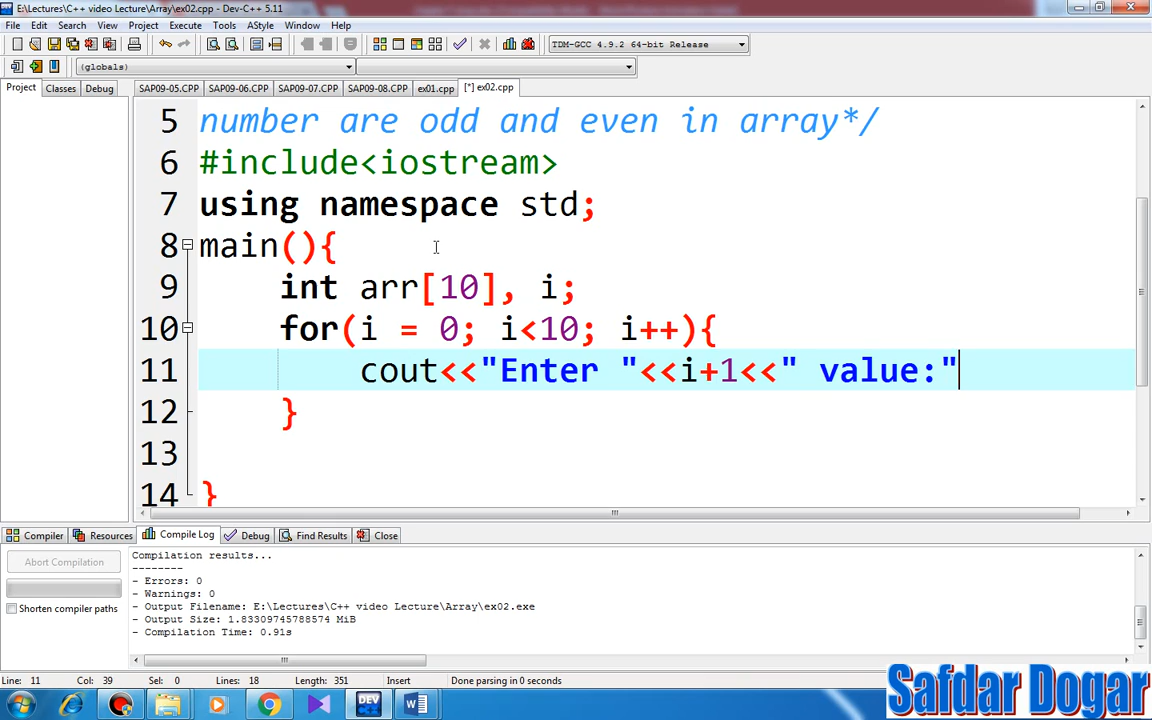 E:\Lectures\C++ video Lecture\Array\ex02.cpp - Dev-C++ 5.11
File Edit Search View Project Execute Tools AStyle Window Help
TDM-GCC 4.9.2 64-bit Release
(globals)
Project Classes Debug SAP09-05.CPP SAP09-06.CPP SAP09-07.CPP SAP09-08.CPP ex01.cpp [*] ex02.cpp
5 number are odd and even in array*/
6 #include<iostream>
7 using namespace std;
8 main(){
9 int arr[10], i;
10 for(i = 0; i<10; i++){
11 cout<<"Enter "<<i+1<<" value:"
12 }
13
14 }
Compiler Resources Compile Log Debug Find Results Close
Abort Compilation
Shorten compiler paths
Compilation results...
--------
- Errors: 0
- Warnings: 0
- Output Filename: E:\Lectures\C++ video Lecture\Array\ex02.exe
- Output Size: 1.83309745788574 MiB
- Compilation Time: 0.91s
Line: 11 Col: 39 Sel: 0 Lines: 18 Length: 351 Insert Done parsing in 0 seconds
DEV
Safdar Dogar